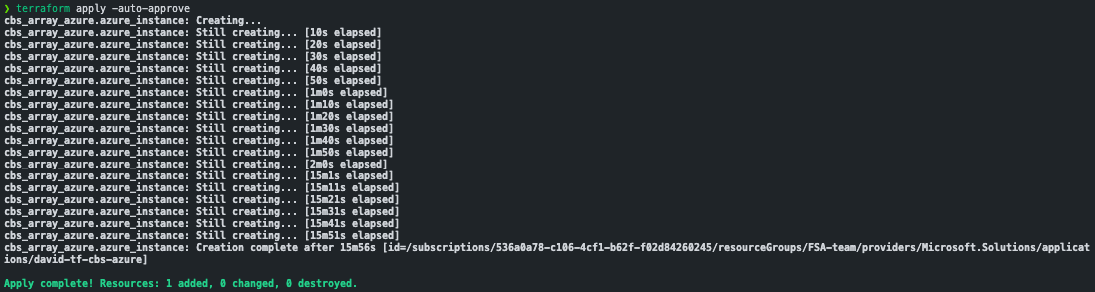 ❯ terraform apply -auto-approve
cbs_array_azure.azure_instance: Creating...
cbs_array_azure.azure_instance: Still creating... [10s elapsed]
cbs_array_azure.azure_instance: Still creating... [20s elapsed]
cbs_array_azure.azure_instance: Still creating... [30s elapsed]
cbs_array_azure.azure_instance: Still creating... [40s elapsed]
cbs_array_azure.azure_instance: Still creating... [50s elapsed]
cbs_array_azure.azure_instance: Still creating... [1m0s elapsed]
cbs_array_azure.azure_instance: Still creating... [1m10s elapsed]
cbs_array_azure.azure_instance: Still creating... [1m20s elapsed]
cbs_array_azure.azure_instance: Still creating... [1m30s elapsed]
cbs_array_azure.azure_instance: Still creating... [1m40s elapsed]
cbs_array_azure.azure_instance: Still creating... [1m50s elapsed]
cbs_array_azure.azure_instance: Still creating... [2m0s elapsed]
cbs_array_azure.azure_instance: Still creating... [15m1s elapsed]
cbs_array_azure.azure_instance: Still creating... [15m11s elapsed]
cbs_array_azure.azure_instance: Still creating... [15m21s elapsed]
cbs_array_azure.azure_instance: Still creating... [15m31s elapsed]
cbs_array_azure.azure_instance: Still creating... [15m41s elapsed]
cbs_array_azure.azure_instance: Still creating... [15m51s elapsed]
cbs_array_azure.azure_instance: Creation complete after 15m56s [id=/subscriptions/536a0a78-c106-4cf1-b62f-f02d84260245/resourceGroups/FSA-team/providers/Microsoft.Solutions/applicat
ions/david-tf-cbs-azure]
Apply complete! Resources: 1 added, 0 changed, 0 destroyed.